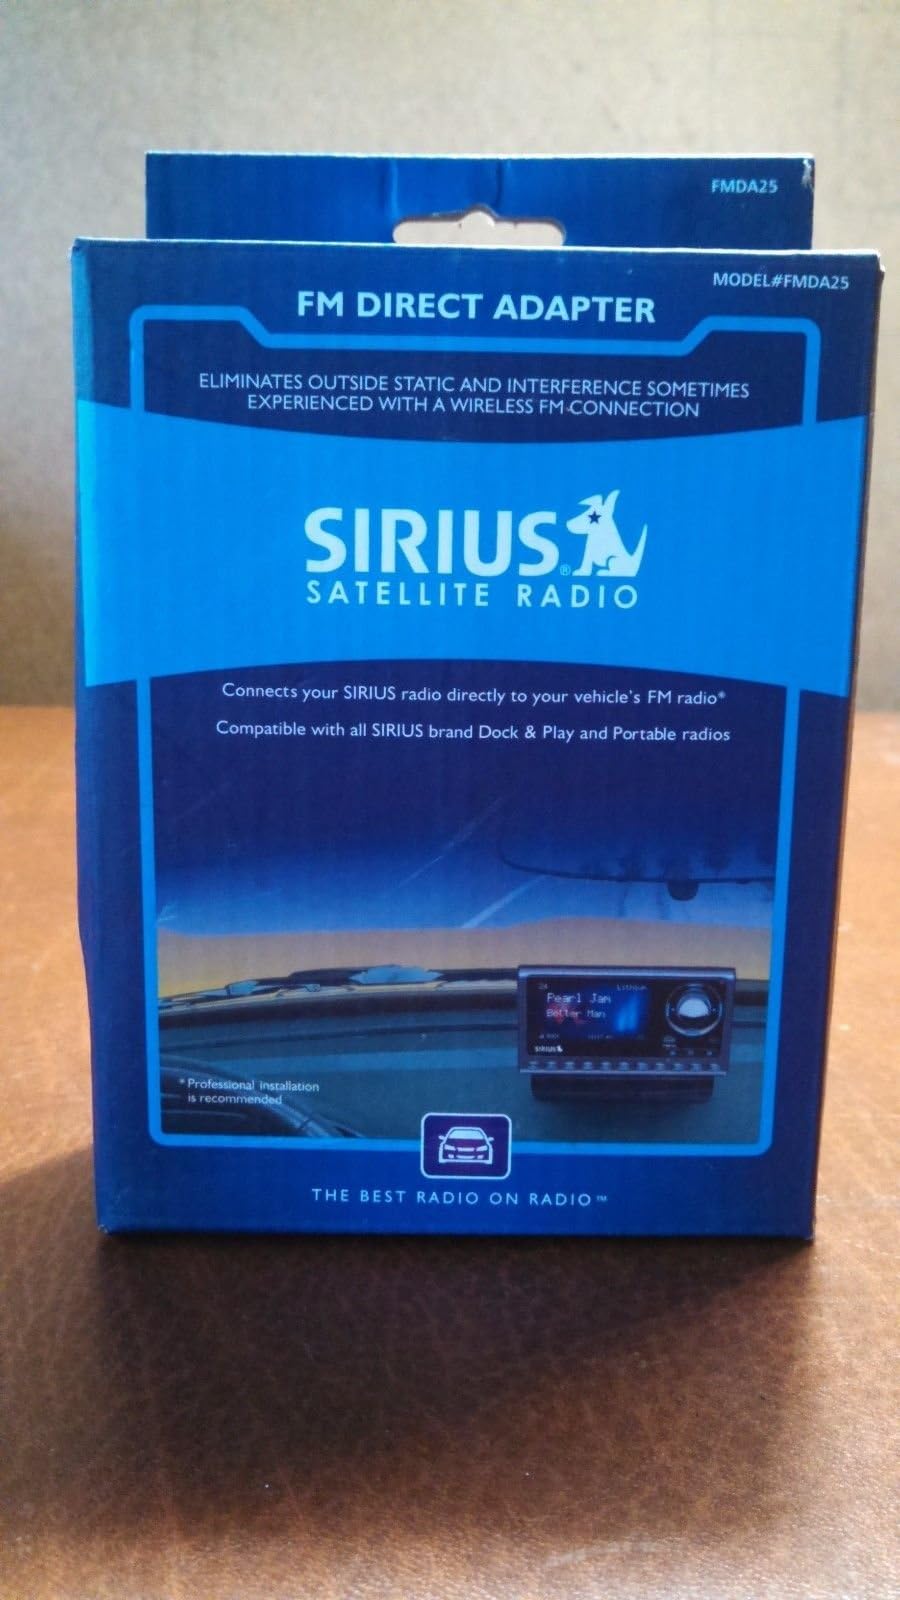 FMDA25
MODEL#FMDA25
FM DIRECT ADAPTER
ELIMINATES OUTSIDE STATIC AND INTERFERENCE SOMETIMES
EXPERIENCED WITH A WIRELESS FM CONNECTION
SIRIUS®
SATELLITE RADIO
Connects your SIRIUS radio directly to your vehicle's FM radio*
Compatible with all SIRIUS brand Dock & Play and Portable radios
24 Lithium
Pearl Jam
Better Man
SIRIUS
* Professional installation
is recommended
THE BEST RADIO ON RADIO™